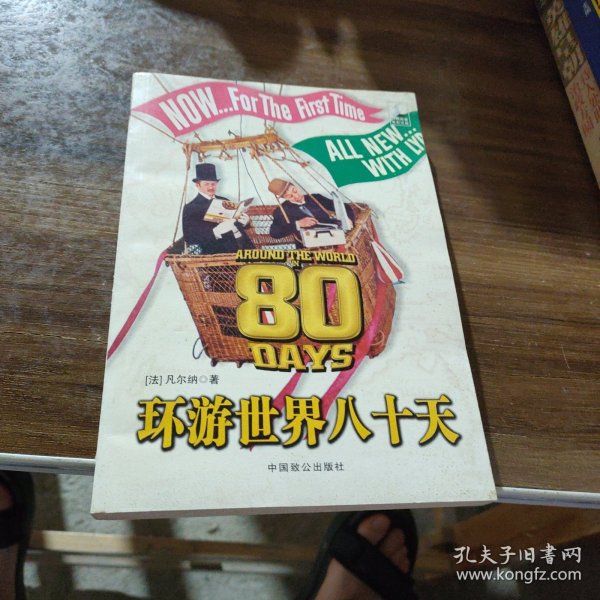 NOW...For The First Time
ALL NEW...
WITH LYR
AROUND THE WORLD
IN
80
DAYS
[法]凡尔纳◎著
环游世界八十天
中国致公出版社
孔夫子旧书网
www.kongfz.com